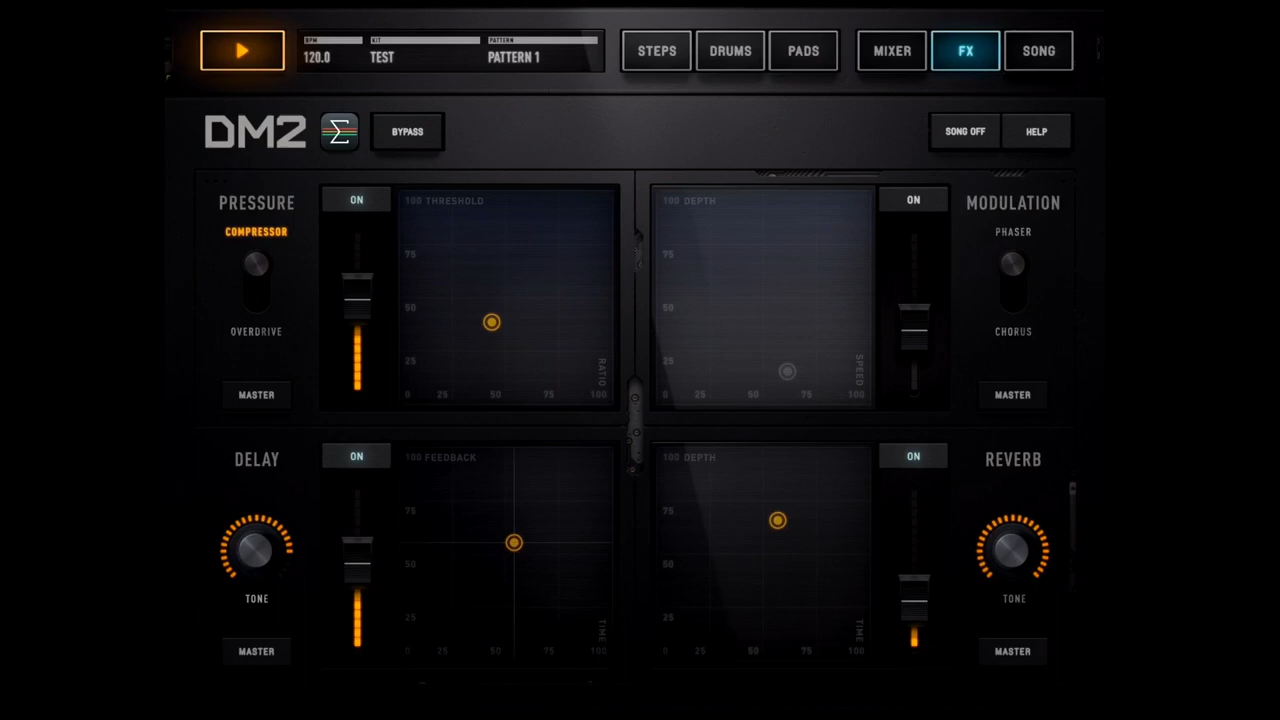 BPM KIT PATTERN
120.0 TEST PATTERN 1
STEPS DRUMS PADS MIXER FX SONG
DM2 Σ BYPASS SONG OFF HELP
PRESSURE
COMPRESSOR
OVERDRIVE
MASTER
ON
100 THRESHOLD
75
50
25
0 25 50 75 100
RATIO
100 DEPTH
75
50
25
0 25 50 75 100
SPEED
ON
MODULATION
PHASER
CHORUS
MASTER
DELAY
TONE
MASTER
ON
100 FEEDBACK
75
50
25
0 25 50 75 100
TIME
100 DEPTH
75
50
25
0 25 50 75 100
TIME
ON
REVERB
TONE
MASTER